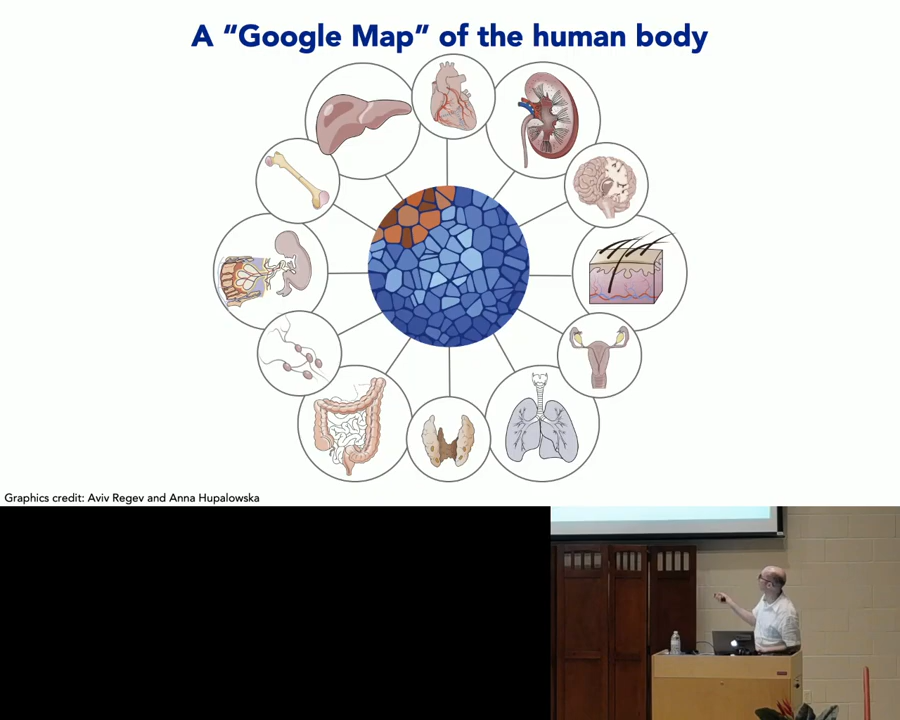 A “Google Map” of the human body
Graphics credit: Aviv Regev and Anna Hupalowska